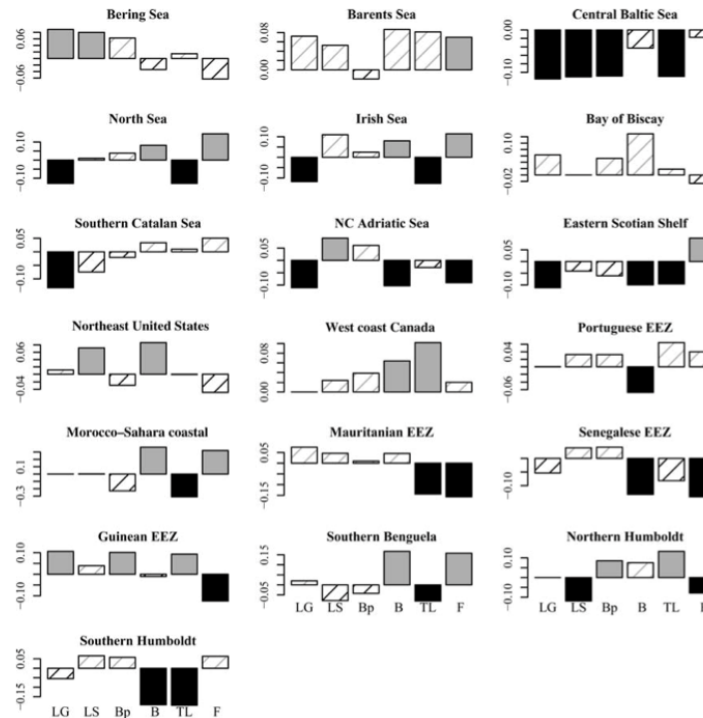 Bering Sea Barents Sea Central Baltic Sea
0.06 0.08 0.00
-0.06 0.00 -0.10
North Sea Irish Sea Bay of Biscay
0.10 0.10 0.10
-0.10 -0.10 -0.02
Southern Catalan Sea NC Adriatic Sea Eastern Scotian Shelf
0.05 0.05 0.05
-0.10 -0.10 -0.10
Northeast United States West coast Canada Portuguese EEZ
0.06 0.08 0.04
-0.04 0.00 -0.06
Morocco–Sahara coastal Mauritanian EEZ Senegalese EEZ
0.1 0.05
-0.3 -0.15 -0.10
Guinean EEZ Southern Benguela Northern Humboldt
0.10 0.15 0.10
-0.10 -0.05 -0.10
LG LS Bp B TL F LG LS Bp B TL
Southern Humboldt
0.05
-0.15
LG LS Bp B TL F